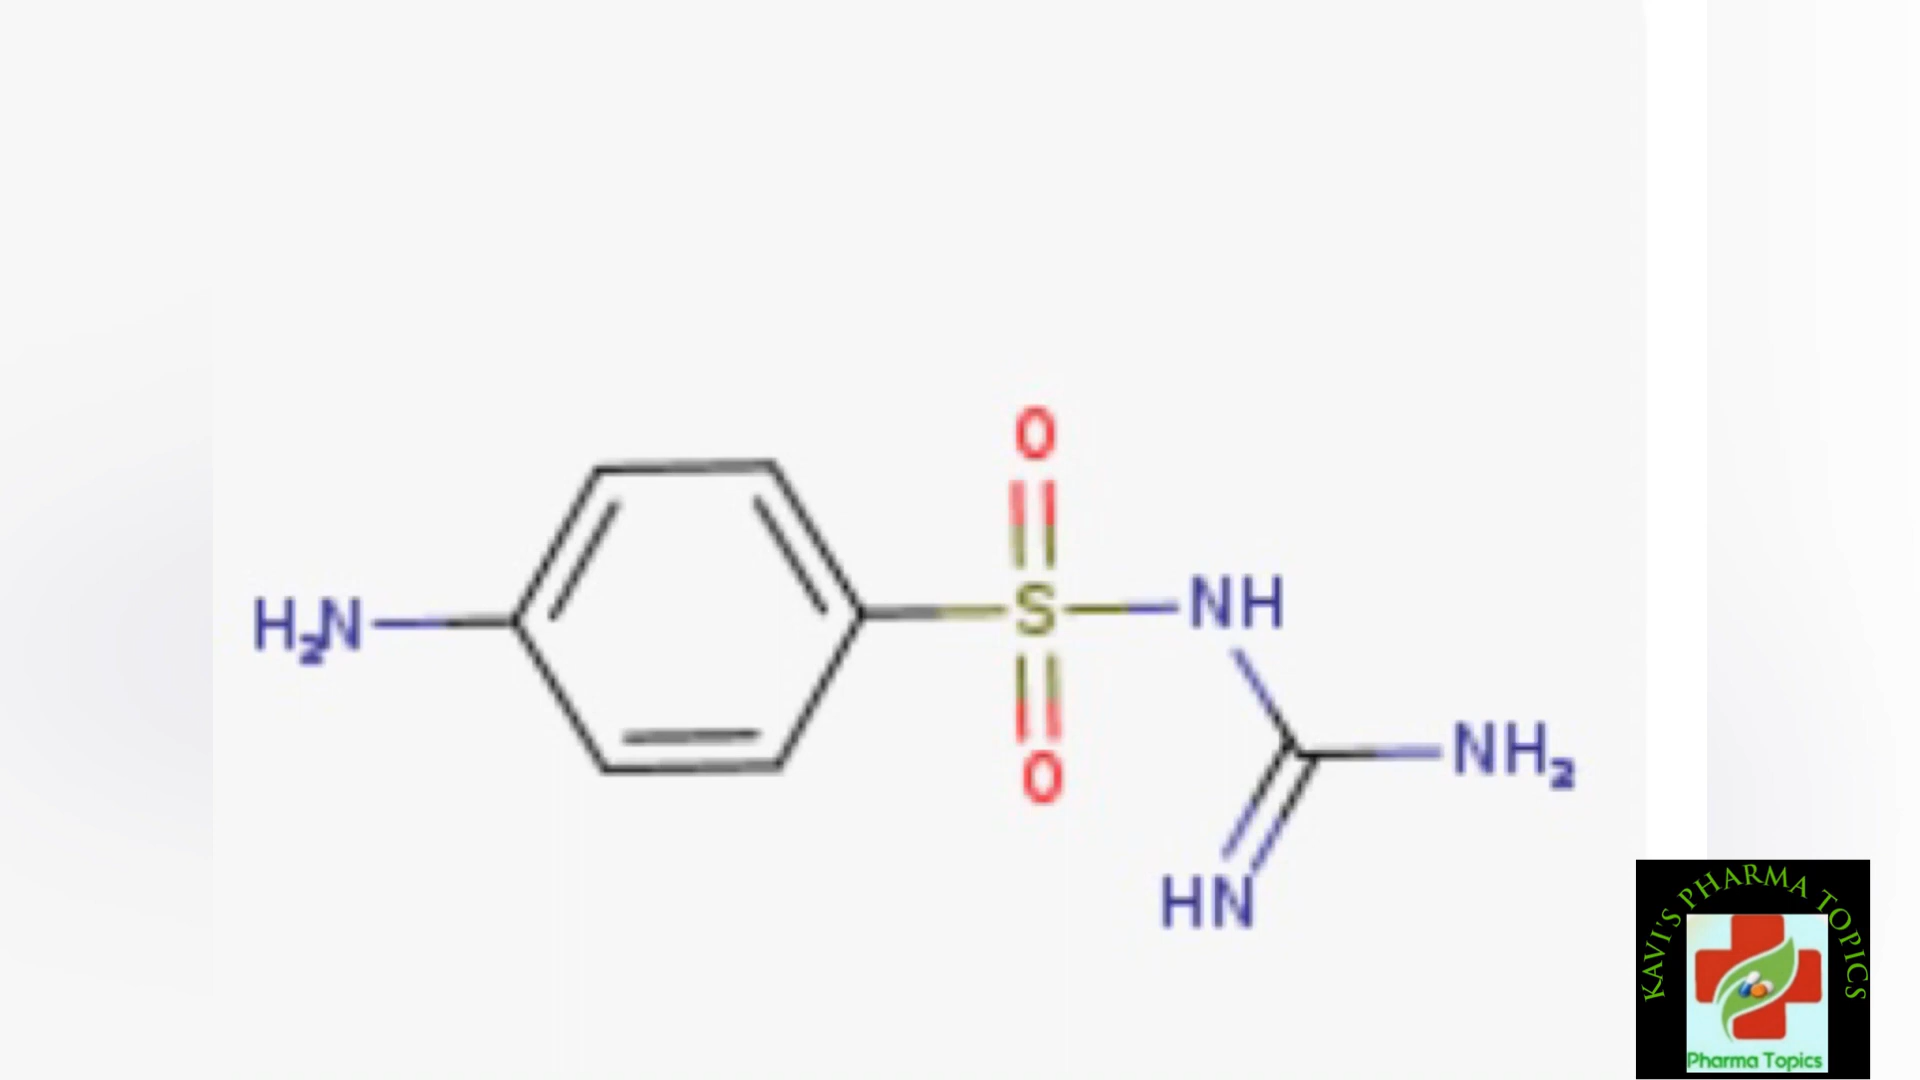 O
H₂N
S
NH
O
NH₂
HN
KAVI'S PHARMA TOPICS
Pharma Topics